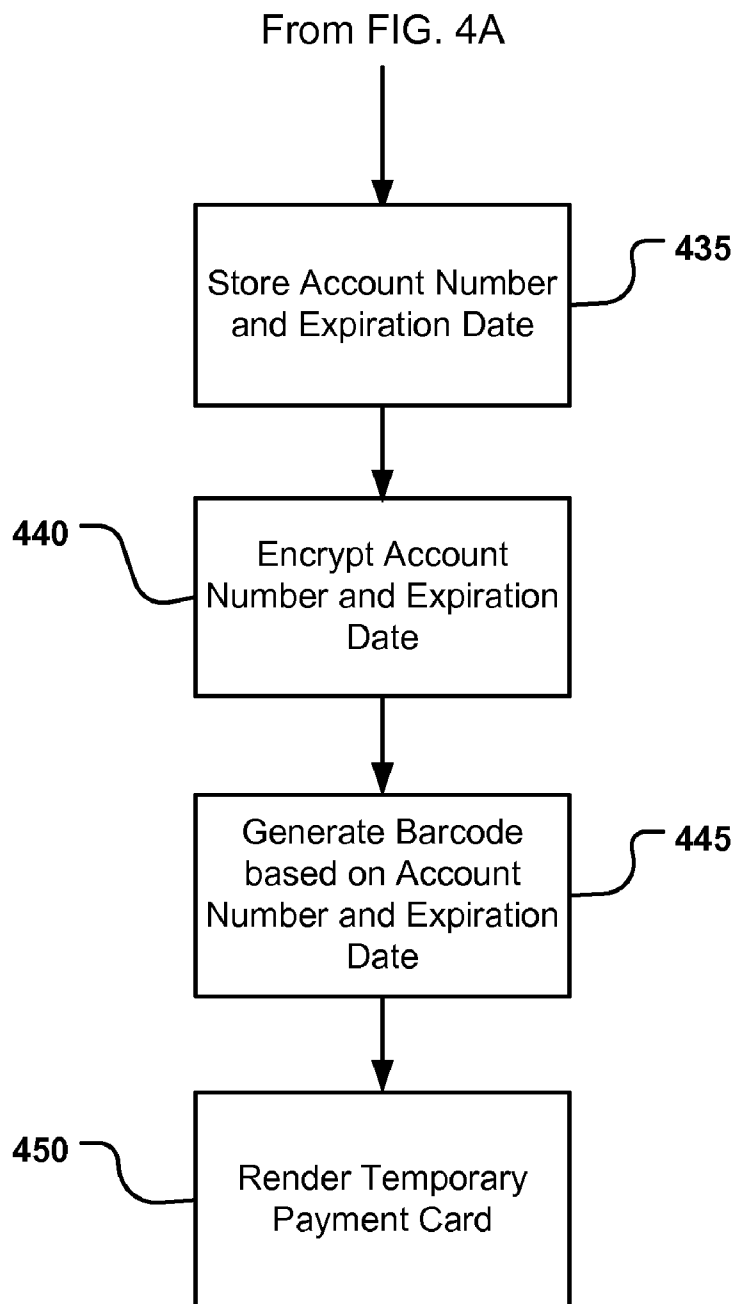 From FIG. 4A
Store Account Number
and Expiration Date
435
440
Encrypt Account
Number and Expiration
Date
Generate Barcode
based on Account
Number and Expiration
Date
445
450
Render Temporary
Payment Card